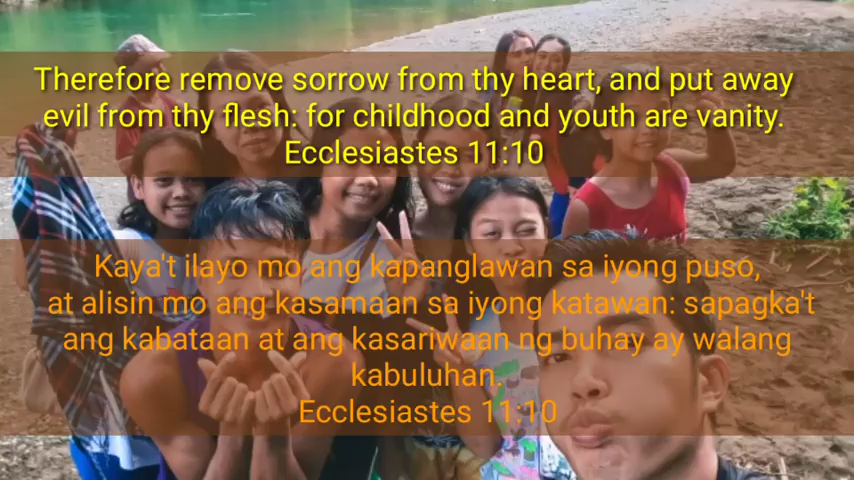 Therefore remove sorrow from thy heart, and put away
evil from thy flesh: for childhood and youth are vanity.
Ecclesiastes 11:10
Kaya't ilayo mo ang kapanglawan sa iyong puso,
at alisin mo ang kasamaan sa iyong katawan: sapagka't
ang kabataan at ang kasariwaan ng buhay ay walang
kabuluhan.
Ecclesiastes 11:10